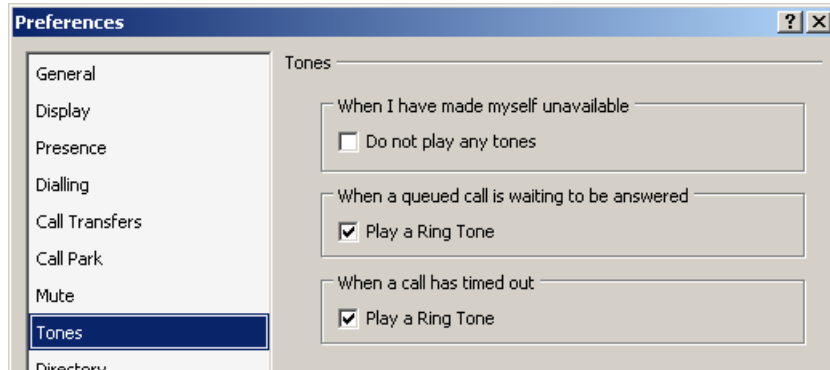 Preferences
General
Display
Presence
Dialling
Call Transfers
Call Park
Mute
Tones
Directory
Tones
When I have made myself unavailable
Do not play any tones
When a queued call is waiting to be answered
Play a Ring Tone
When a call has timed out
Play a Ring Tone